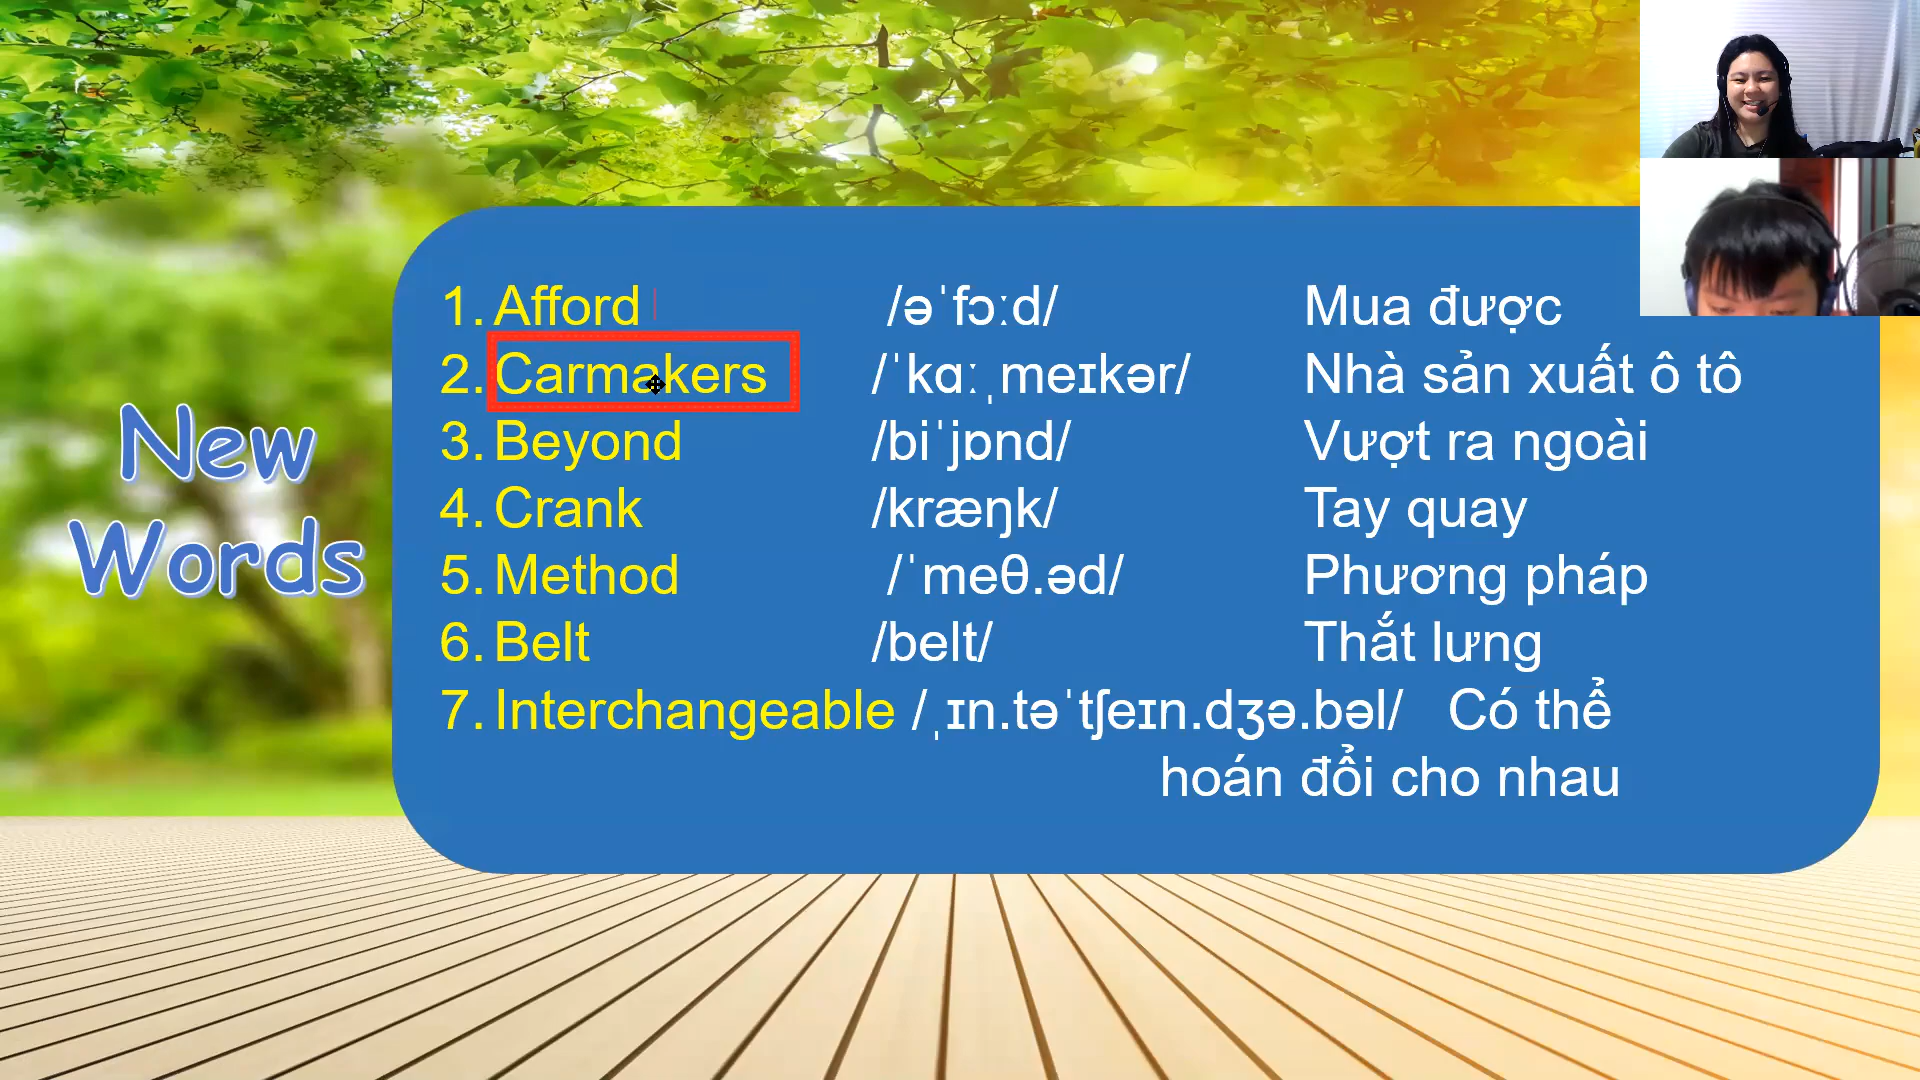 New
Words
1. Afford /əˈfɔːd/ Mua được
2. Carmakers /ˈkɑːˌmeɪkər/ Nhà sản xuất ô tô
3. Beyond /biˈjɒnd/ Vượt ra ngoài
4. Crank /kræŋk/ Tay quay
5. Method /ˈmeθ.əd/ Phương pháp
6. Belt /belt/ Thắt lưng
7. Interchangeable /ˌɪn.təˈtʃeɪn.dʒə.bəl/ Có thể
hoán đổi cho nhau